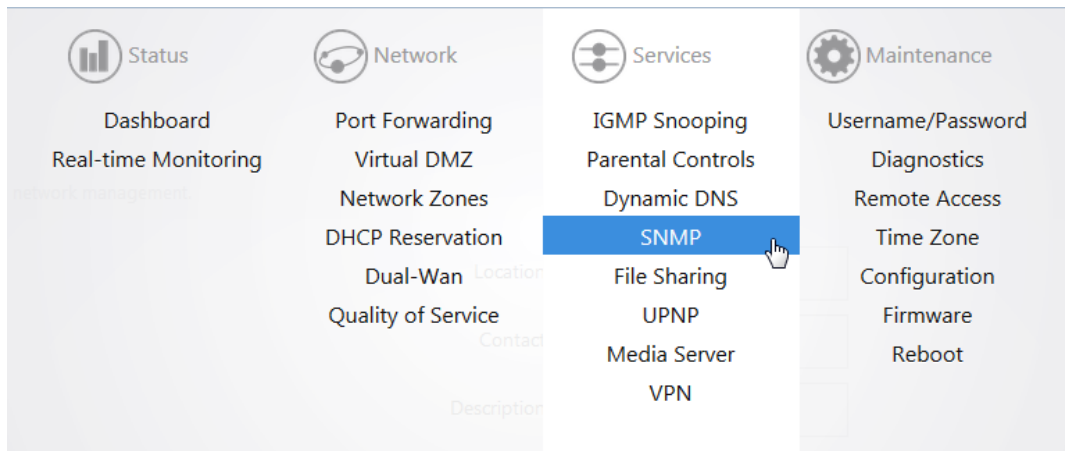 Status
Dashboard
Real-time Monitoring
network management.
Network
Port Forwarding
Virtual DMZ
Network Zones
DHCP Reservation
Dual-Wan
Quality of Service
Location
Contact
Description
Services
IGMP Snooping
Parental Controls
Dynamic DNS
SNMP
File Sharing
UPNP
Media Server
VPN
Maintenance
Username/Password
Diagnostics
Remote Access
Time Zone
Configuration
Firmware
Reboot